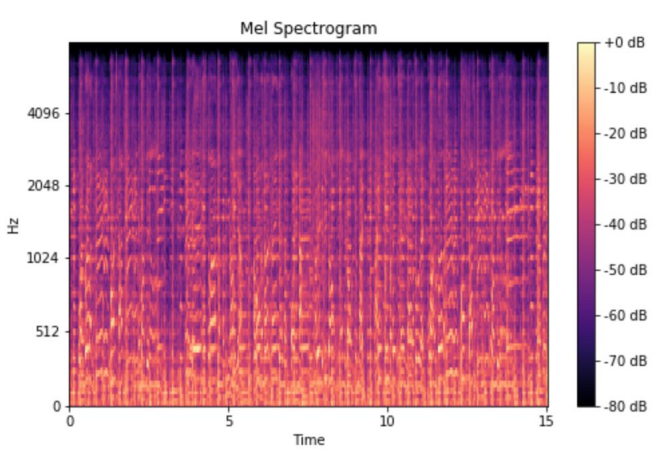 Mel Spectrogram
Hz
4096
2048
1024
512
0
0
5
10
15
Time
+0 dB
-10 dB
-20 dB
-30 dB
-40 dB
-50 dB
-60 dB
-70 dB
-80 dB